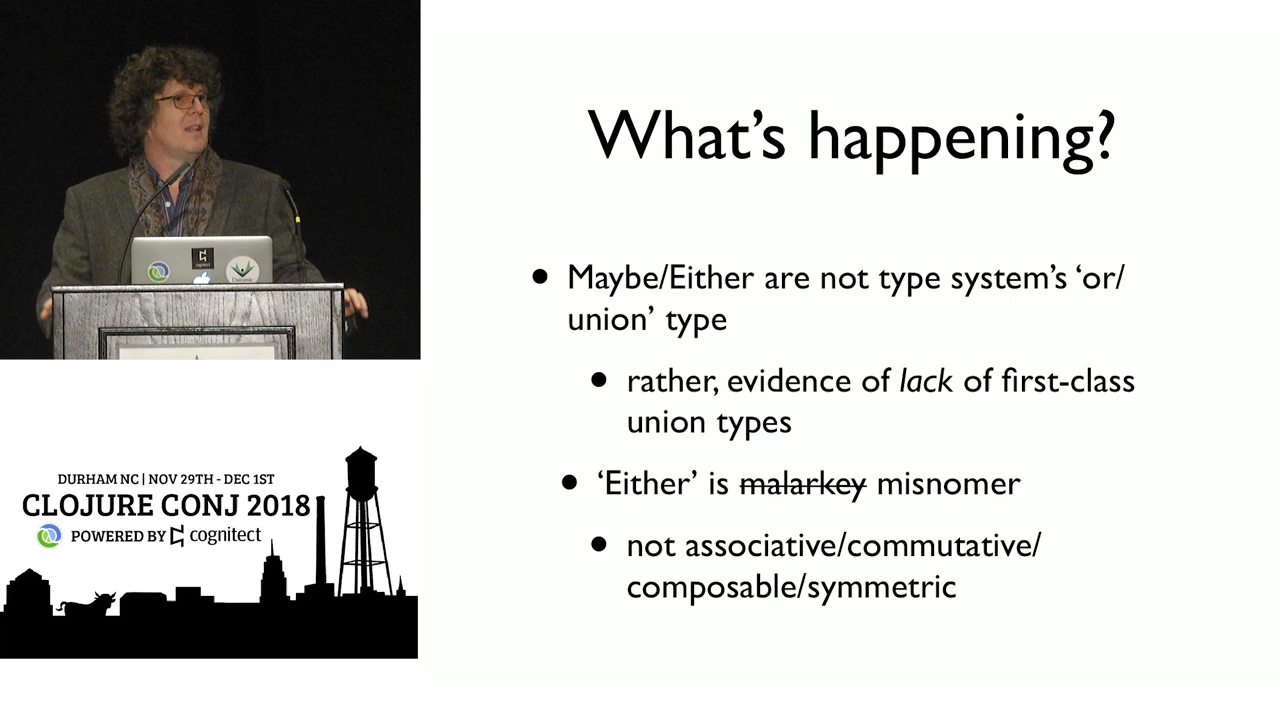 What's happening?
• Maybe/Either are not type system's ‘or/
union’ type
• rather, evidence of lack of first-class
union types
• ‘Either’ is malarkey misnomer
• not associative/commutative/
composable/symmetric
cognitect
DURHAM NC | NOV 29TH - DEC 1ST
CLOJURE CONJ 2018
POWERED BY cognitect